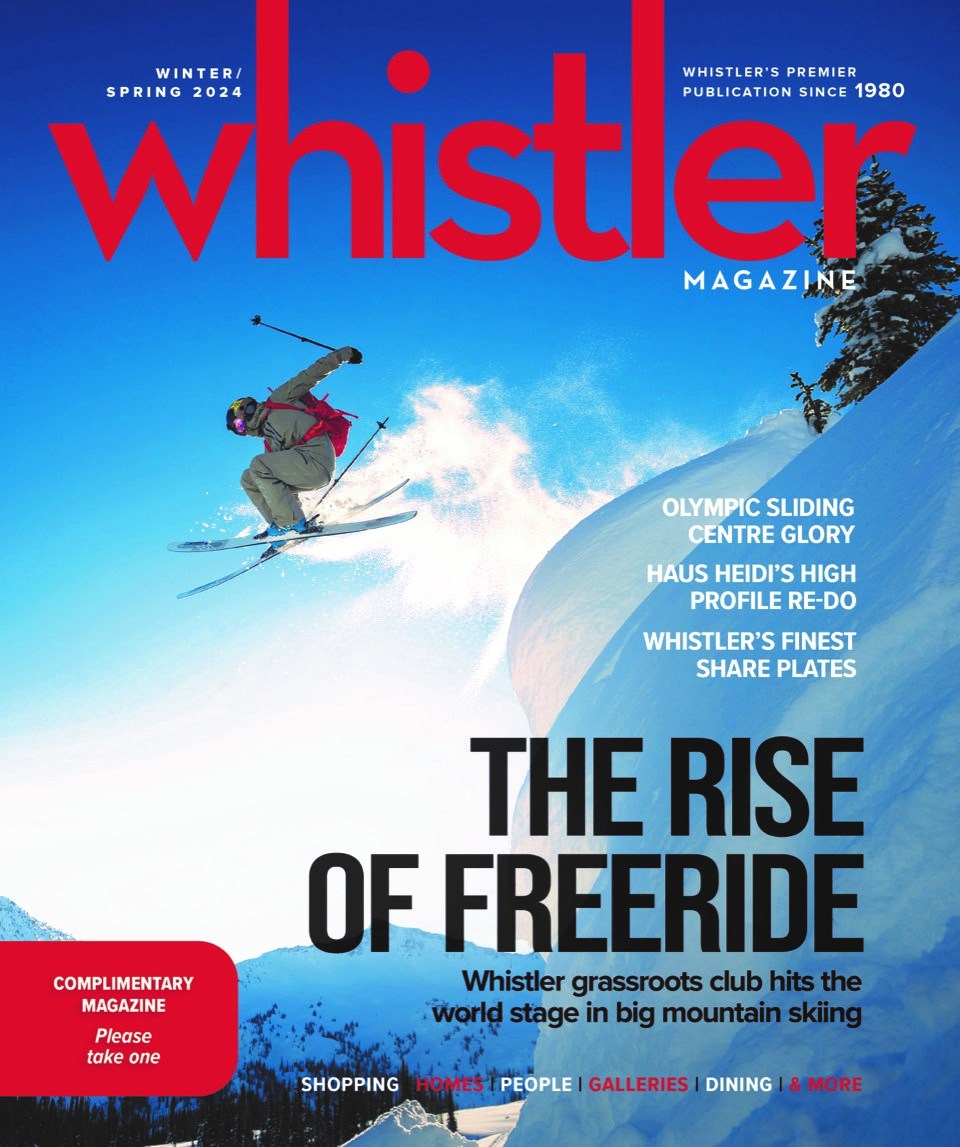 WINTER/
SPRING 2024
WHISTLER'S PREMIER
PUBLICATION SINCE 1980
whistler
MAGAZINE
OLYMPIC SLIDING
CENTRE GLORY
HAUS HEIDI'S HIGH
PROFILE RE-DO
WHISTLER'S FINEST
SHARE PLATES
THE RISE
OF FREERIDE
Whistler grassroots club hits the
world stage in big mountain skiing
COMPLIMENTARY
MAGAZINE
Please
take one
SHOPPING HOMES | PEOPLE | GALLERIES | DINING | & MORE